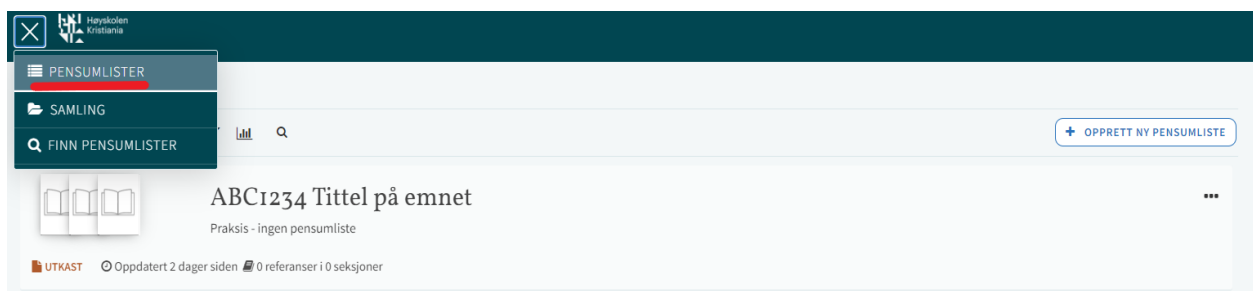 Høyskolen
Kristiania
PENSUMLISTER
SAMLING
FINN PENSUMLISTER
+ OPPRETT NY PENSUMLISTE
ABC1234 Tittel på emnet
Praksis - ingen pensumliste
UTKAST Oppdatert 2 dager siden 0 referanser i 0 seksjoner